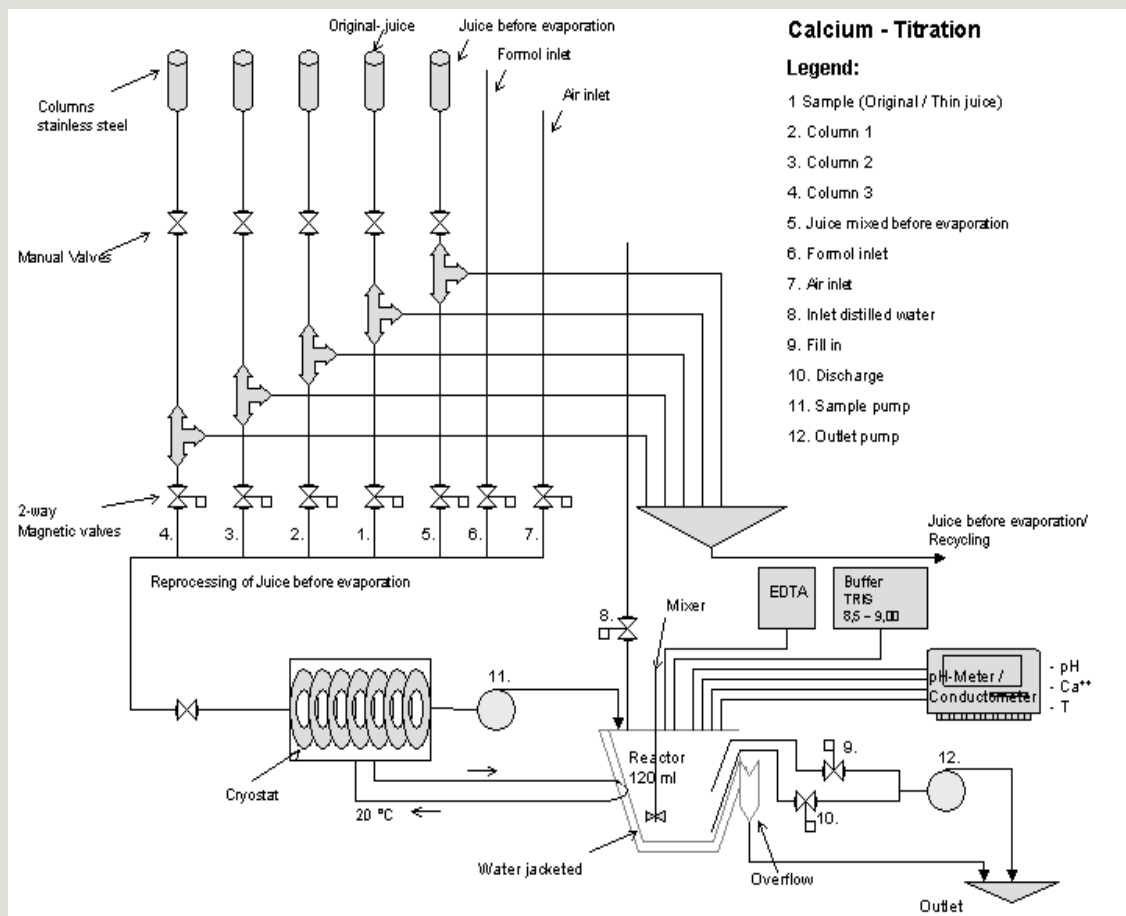 Original- juice
Juice before evaporation
Formol inlet
Air inlet
Columns
stainless steel
Manual Valves
Calcium - Titration
Legend:
1 Sample (Original / Thin juice)
2. Column 1
3. Column 2
4. Column 3
5. Juice mixed before evaporation
6. Formol inlet
7. Air inlet
8. Inlet distilled water
9. Fill in
10. Discharge
11. Sample pump
12. Outlet pump
2-way
Magnetic valves
4.
3.
2.
1.
5.
6.
7.
Juice before evaporation/
Recycling
Reprocessing of Juice before evaporation
EDTA
Buffer
TRIS
8,5 – 9,00
Mixer
8.
pH-Meter /
Conductometer
- pH
- Ca⁺⁺
- T
11.
Reactor
120 ml
9.
12.
10.
Cryostat
20 °C
Water jacketed
Overflow
Outlet